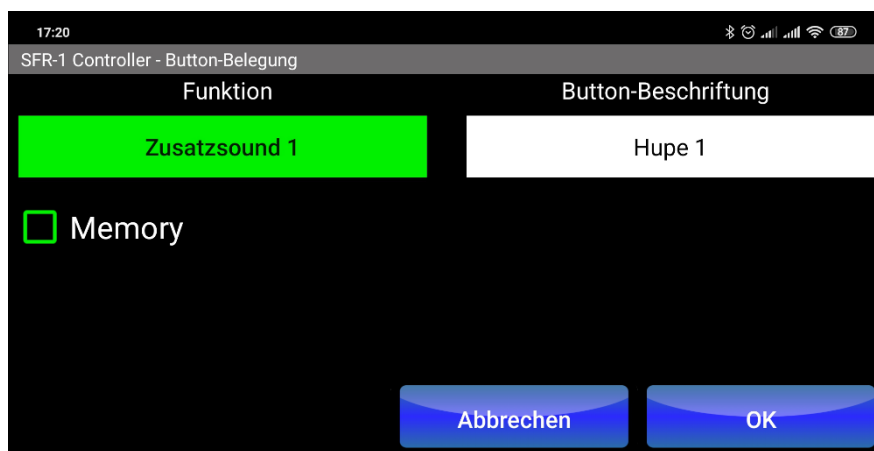 17:20
87
SFR-1 Controller - Button-Belegung
Funktion
Button-Beschriftung
Zusatzsound 1
Hupe 1
Memory
Abbrechen
OK